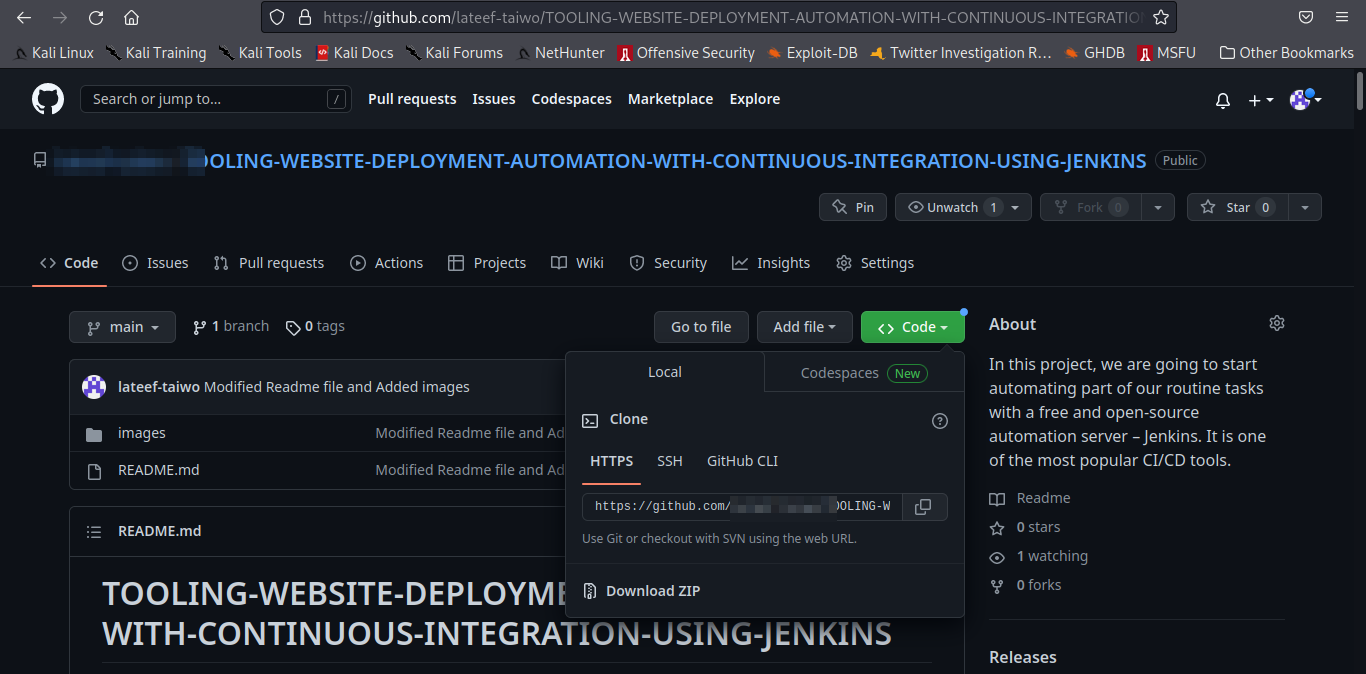 https://github.com/lateef-taiwo/TOOLING-WEBSITE-DEPLOYMENT-AUTOMATION-WITH-CONTINUOUS-INTEGRATIO
Kali Linux Kali Training Kali Tools Kali Docs Kali Forums NetHunter Offensive Security Exploit-DB Twitter Investigation R... GHDB MSFU Other Bookmarks
Search or jump to... / Pull requests Issues Codespaces Marketplace Explore
OOLING-WEBSITE-DEPLOYMENT-AUTOMATION-WITH-CONTINUOUS-INTEGRATION-USING-JENKINS Public
Pin Unwatch 1 Fork 0 Star 0
Code Issues Pull requests Actions Projects Wiki Security Insights Settings
main 1 branch 0 tags Go to file Add file Code
lateef-taiwo Modified Readme file and Added images
images Modified Readme file and Ad
README.md Modified Readme file and Ad
README.md
TOOLING-WEBSITE-DEPLOYME
WITH-CONTINUOUS-INTEGRATION-USING-JENKINS
Local Codespaces New
Clone
HTTPS SSH GitHub CLI
https://github.com/ OOLING-W
Use Git or checkout with SVN using the web URL.
Download ZIP
About
In this project, we are going to start
automating part of our routine tasks
with a free and open-source
automation server – Jenkins. It is one
of the most popular CI/CD tools.
Readme
0 stars
1 watching
0 forks
Releases